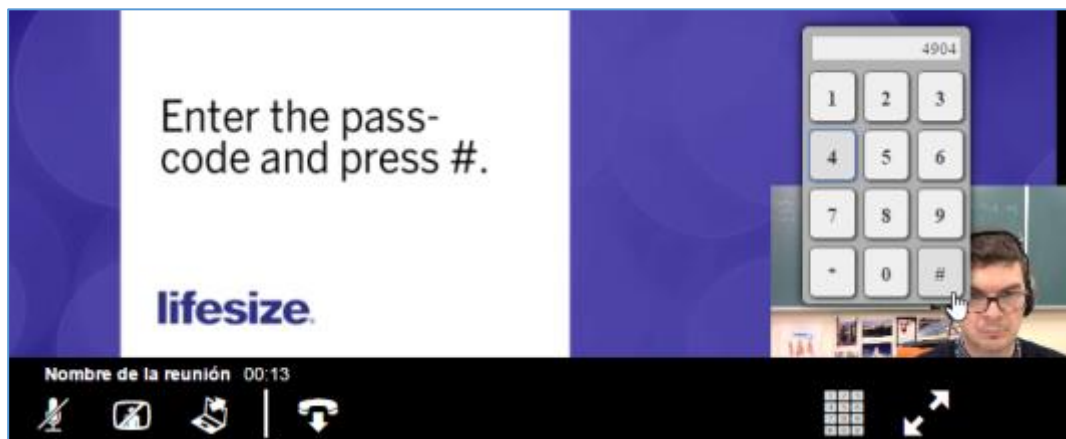 4904
Enter the pass-
code and press #.
1 2 3
4 5 6
7 8 9
* 0 #
lifesize
Nombre de la reunión 00:13